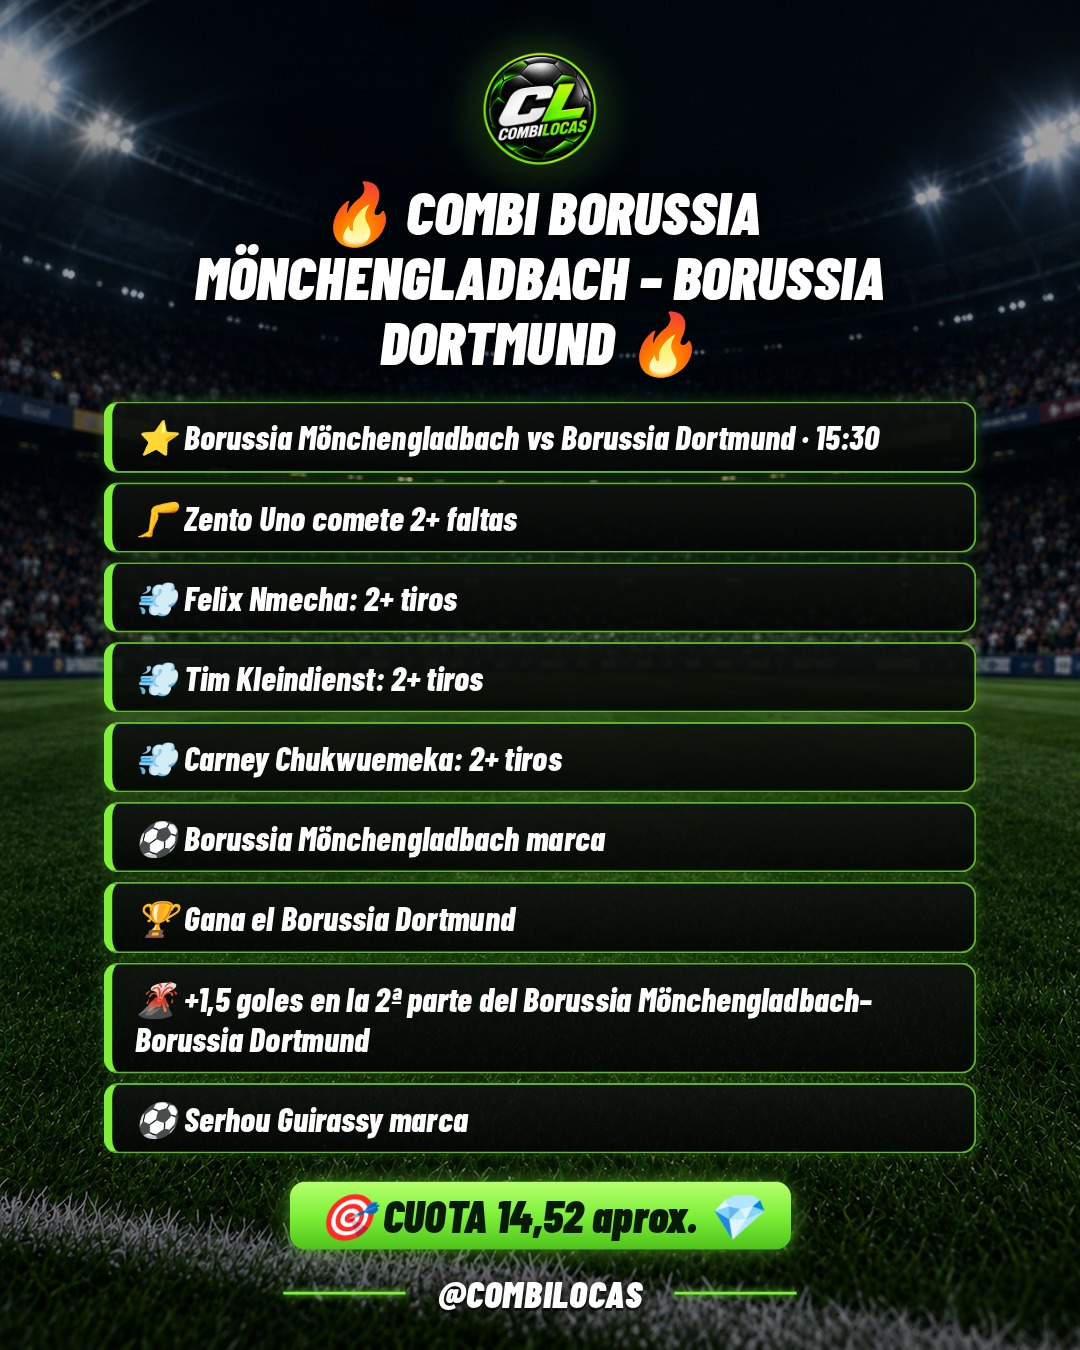 CL
COMBILOCAS
🔥 COMBI BORUSSIA
MÖNCHENGLADBACH – BORUSSIA
DORTMUND 🔥
⭐ Borussia Mönchengladbach vs Borussia Dortmund · 15:30
🦵 Zento Uno comete 2+ faltas
💨 Felix Nmecha: 2+ tiros
💨 Tim Kleindienst: 2+ tiros
💨 Carney Chukwuemeka: 2+ tiros
⚽ Borussia Mönchengladbach marca
🏆 Gana el Borussia Dortmund
🌋 +1,5 goles en la 2ª parte del Borussia Mönchengladbach–
Borussia Dortmund
⚽ Serhou Guirassy marca
🎯 CUOTA 14,52 aprox. 💎
@COMBILOCAS